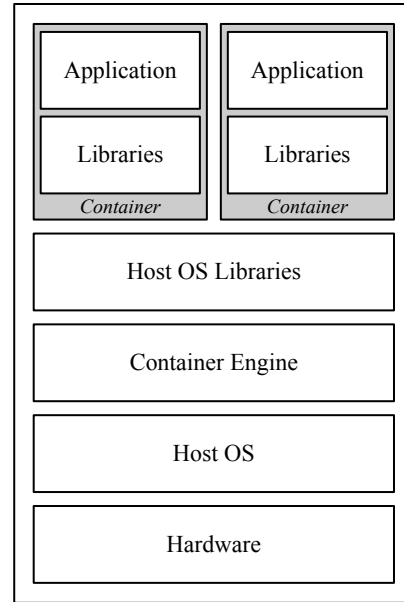 Application Application
Libraries Libraries
Container Container
Host OS Libraries
Container Engine
Host OS
Hardware